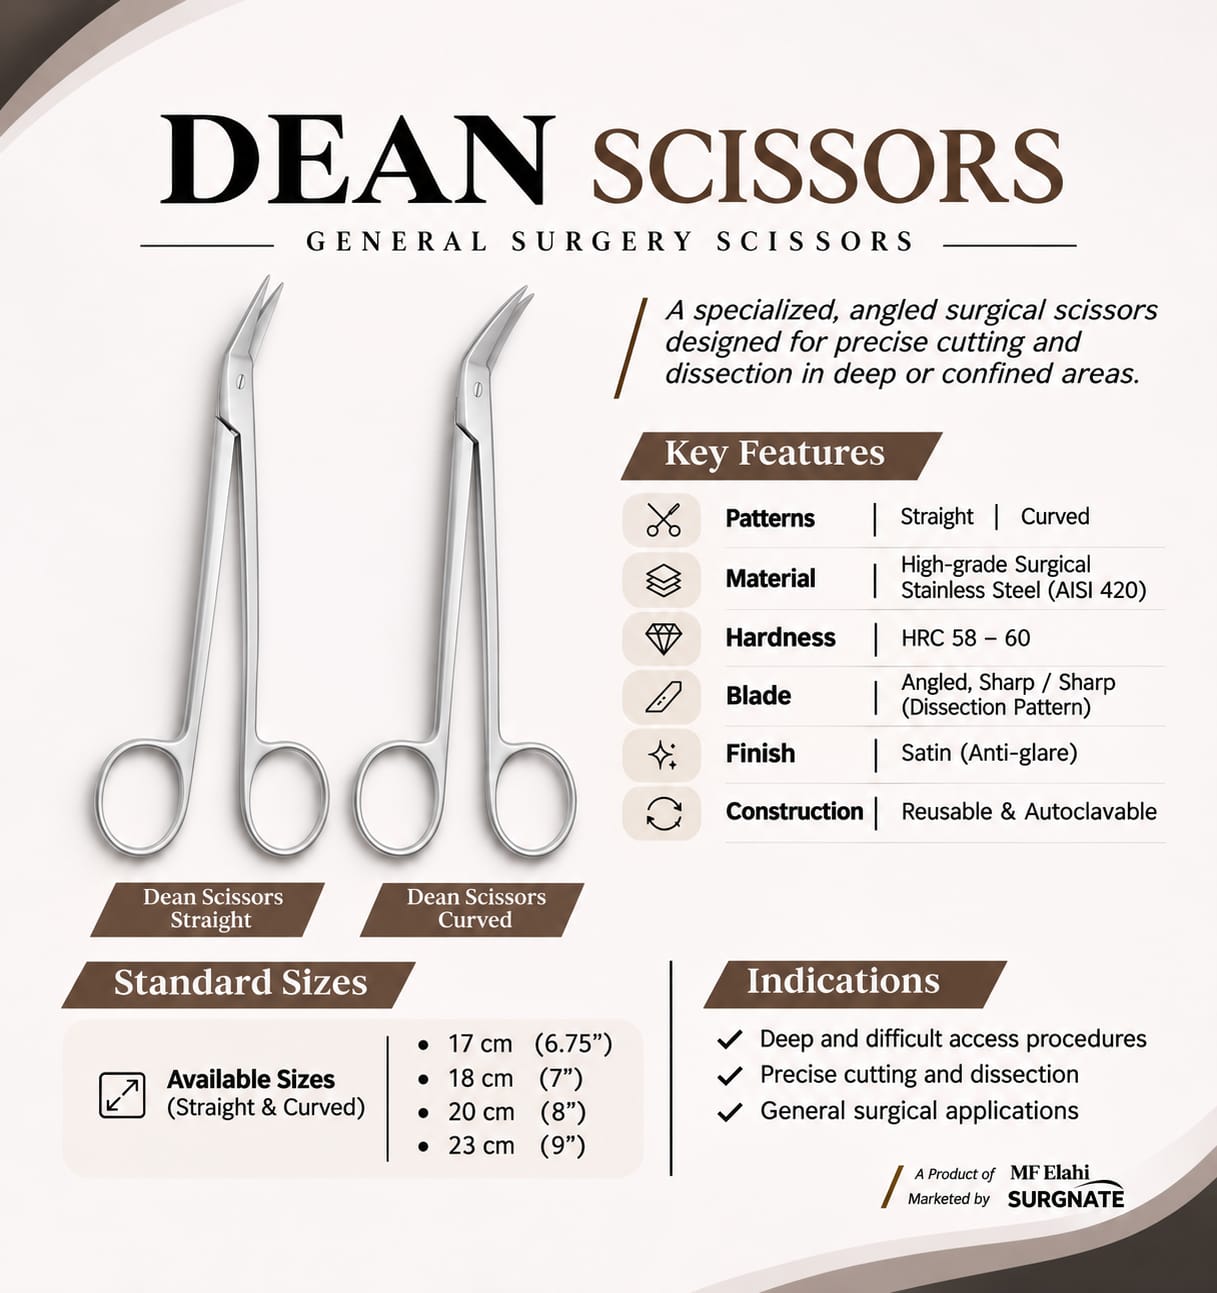 DEAN SCISSORS
GENERAL SURGERY SCISSORS
A specialized, angled surgical scissors
designed for precise cutting and
dissection in deep or confined areas.
Key Features
Patterns | Straight | Curved
Material | High-grade Surgical
Stainless Steel (AISI 420)
Hardness | HRC 58 – 60
Blade | Angled, Sharp / Sharp
(Dissection Pattern)
Finish | Satin (Anti-glare)
Construction | Reusable & Autoclavable
Dean Scissors
Straight
Dean Scissors
Curved
Standard Sizes
Available Sizes
(Straight & Curved)
• 17 cm (6.75”)
• 18 cm (7”)
• 20 cm (8”)
• 23 cm (9”)
Indications
✓ Deep and difficult access procedures
✓ Precise cutting and dissection
✓ General surgical applications
A Product of MF Elahi
Marketed by SURGNATE